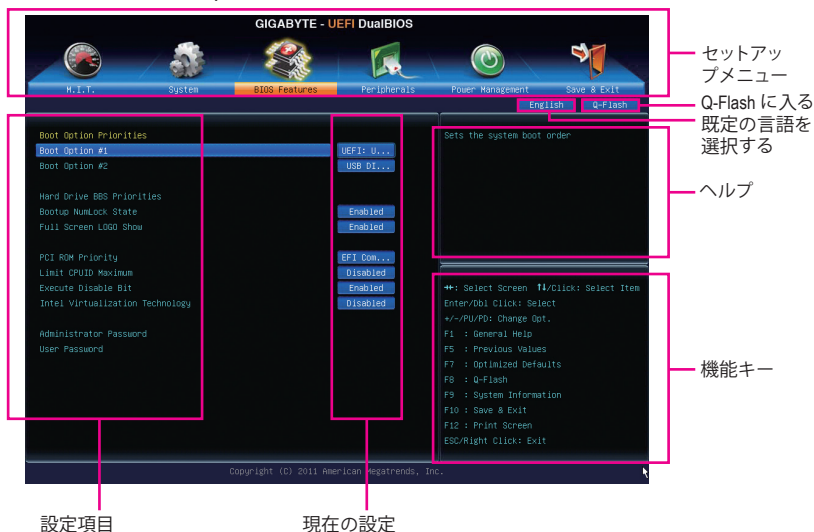 GIGABYTE - UEFI DualBIOS
M.I.T.
System
BIOS Features
Peripherals
Power Management
Save & Exit
English
Q-Flash
セットアッ
プメニュー
Q-Flash に入る
既定の言語を
選択する
Boot Option Priorities
Boot Option #1 UEFI: U...
Boot Option #2 USB DI...
Hard Drive BBS Priorities
Bootup NumLock State Enabled
Full Screen LOGO Show Enabled
PCI ROM Priority EFI Com...
Limit CPUID Maximum Disabled
Execute Disable Bit Enabled
Intel Virtualization Technology Disabled
Administrator Password
User Password
Sets the system boot order
ヘルプ
→←: Select Screen ↑↓/Click: Select Item
Enter/Dbl Click: Select
+/-/PU/PD: Change Opt.
F1 : General Help
F5 : Previous Values
F7 : Optimized Defaults
F8 : Q-Flash
F9 : System Information
F10 : Save & Exit
F12 : Print Screen
ESC/Right Click: Exit
機能キー
Copyright (C) 2011 American Megatrends, Inc.
設定項目
現在の設定